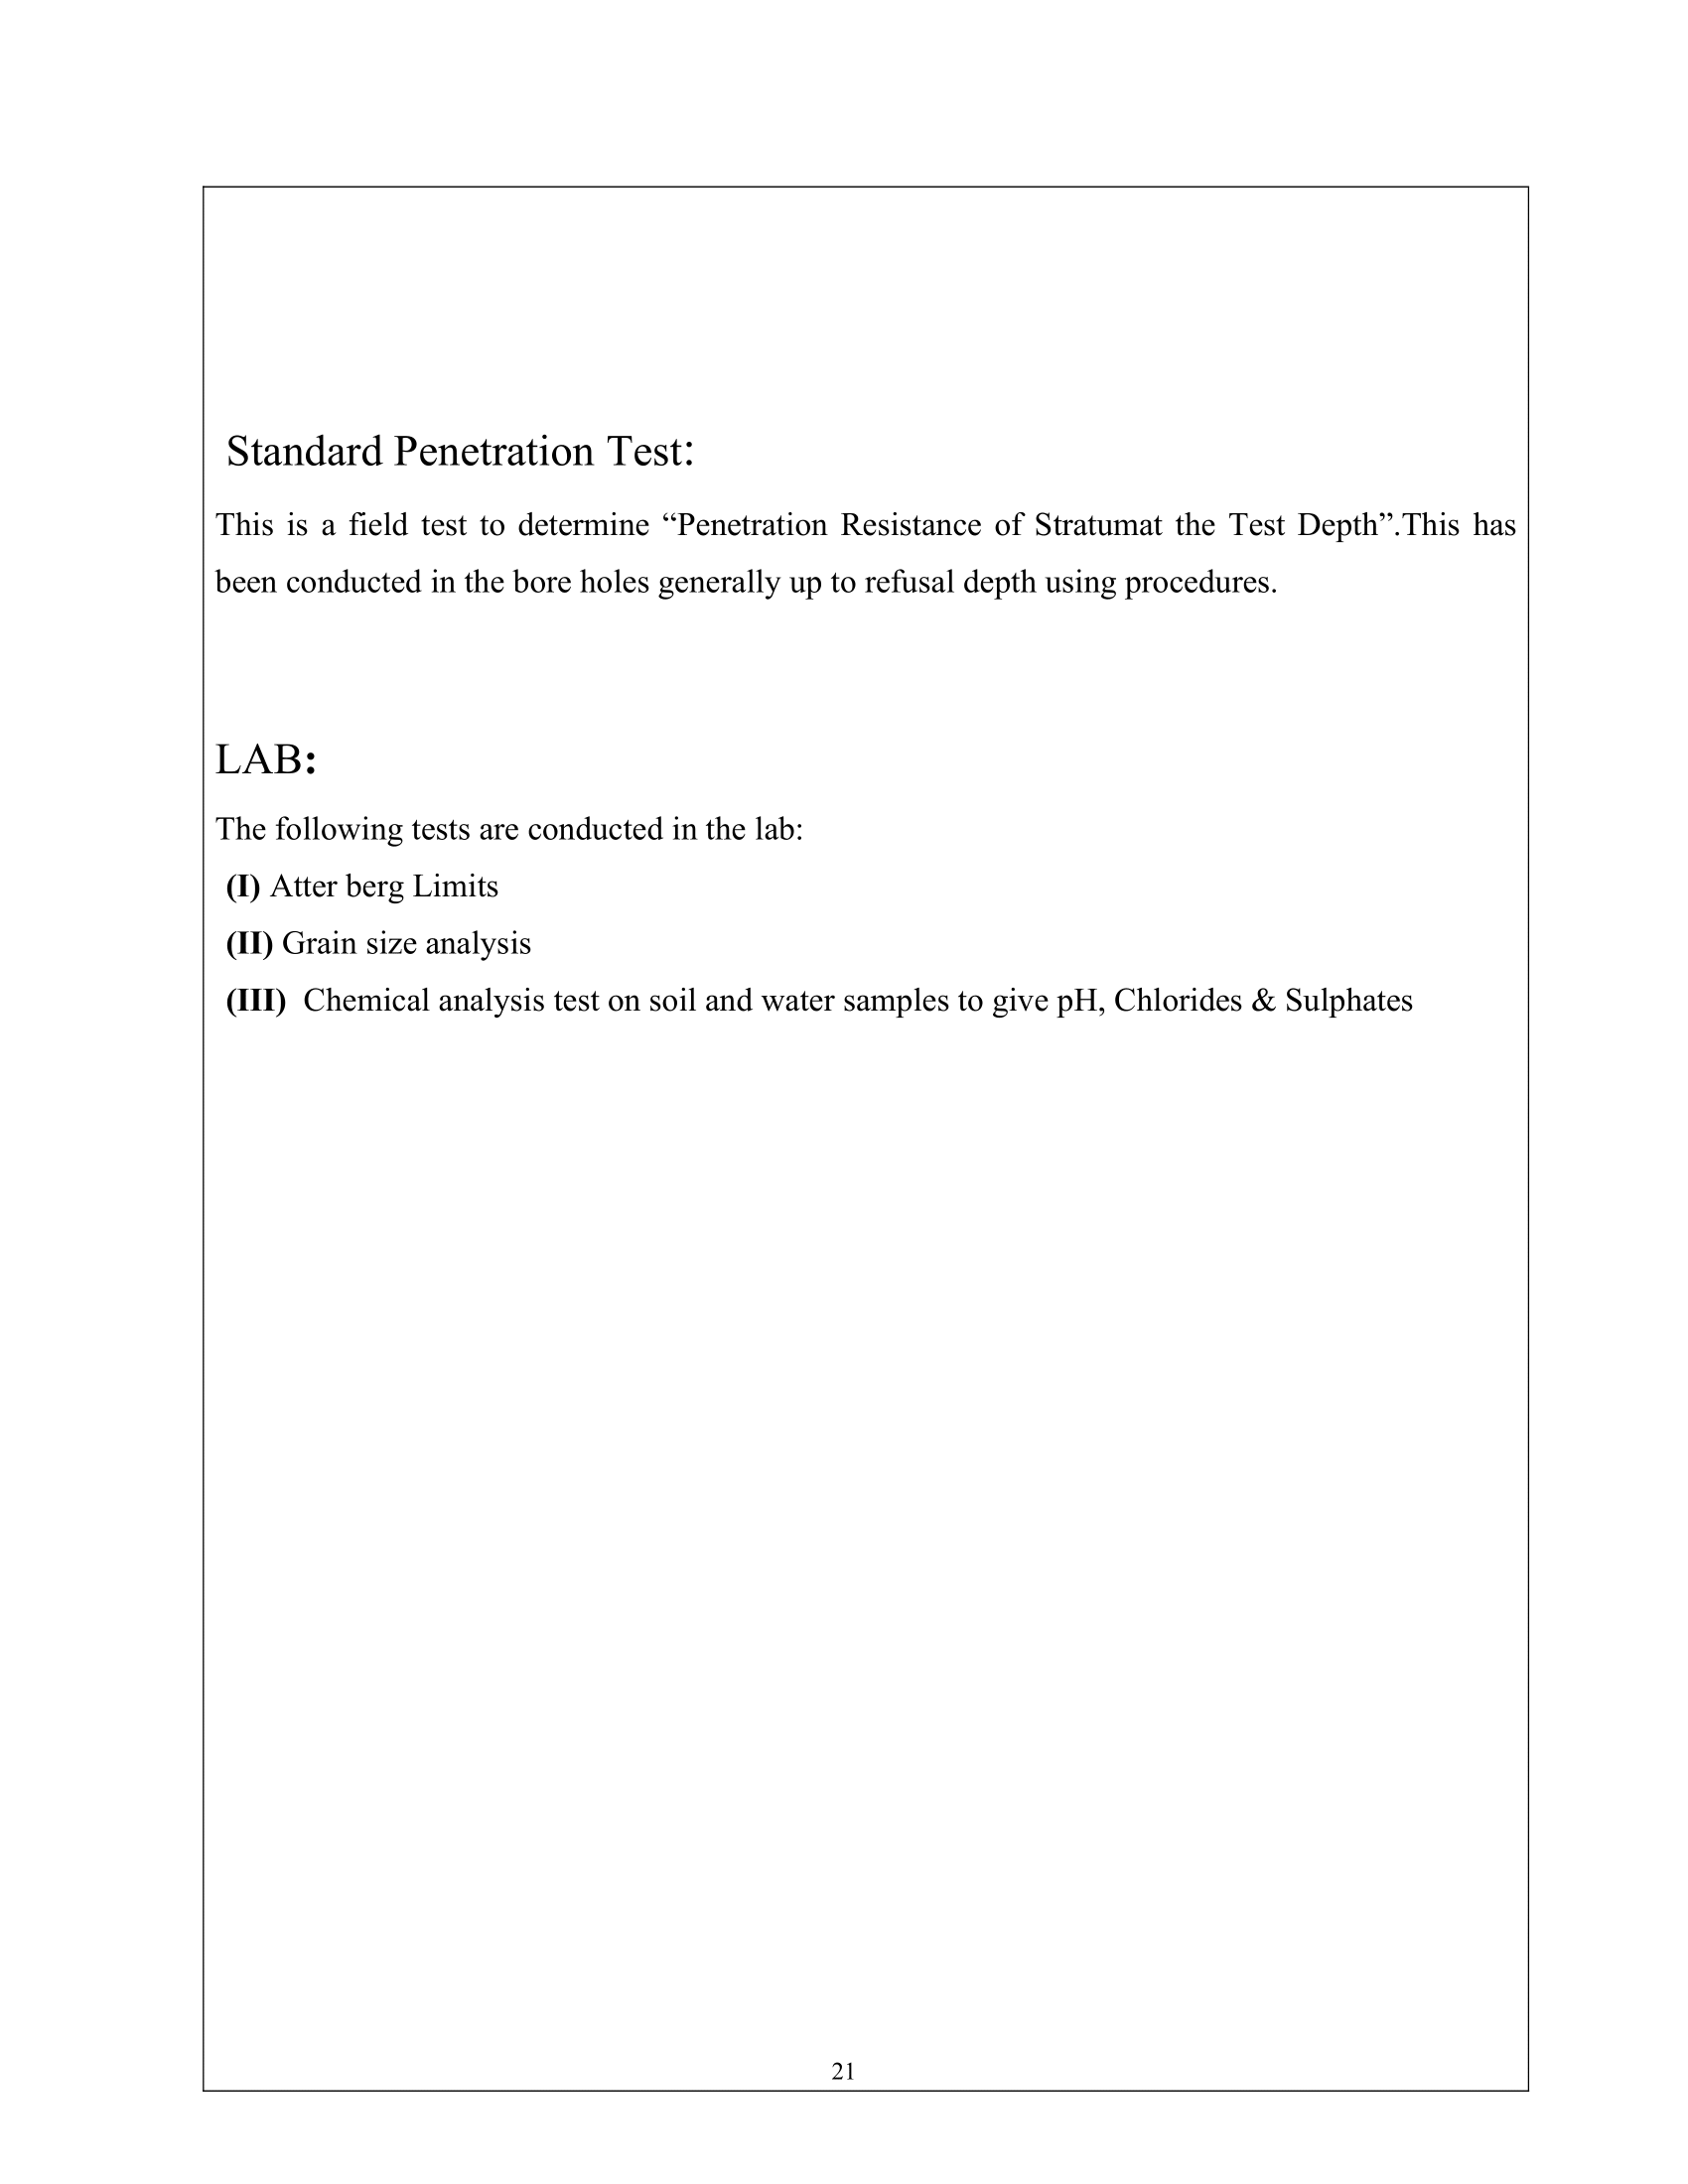 Standard Penetration Test:
This is a field test to determine “Penetration Resistance of Stratumat the Test Depth”.This has
been conducted in the bore holes generally up to refusal depth using procedures.
LAB:
The following tests are conducted in the lab:
(I) Atter berg Limits
(II) Grain size analysis
(III)  Chemical analysis test on soil and water samples to give pH, Chlorides & Sulphates
21